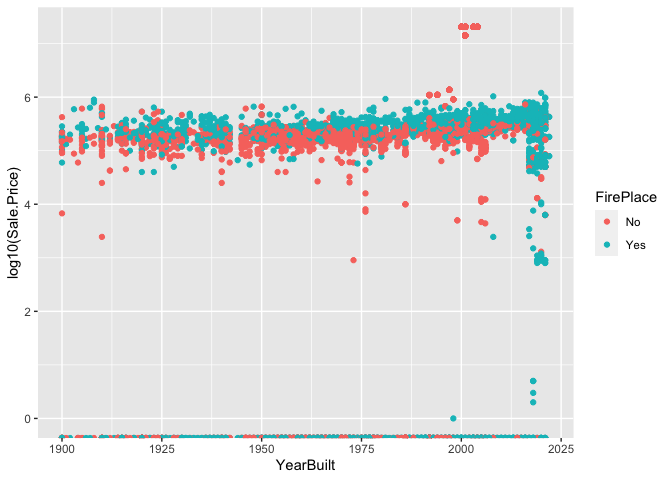 log10(Sale.Price)
6
4
2
0
1900 1925 1950 1975 2000 2025
YearBuilt
FirePlace
No
Yes